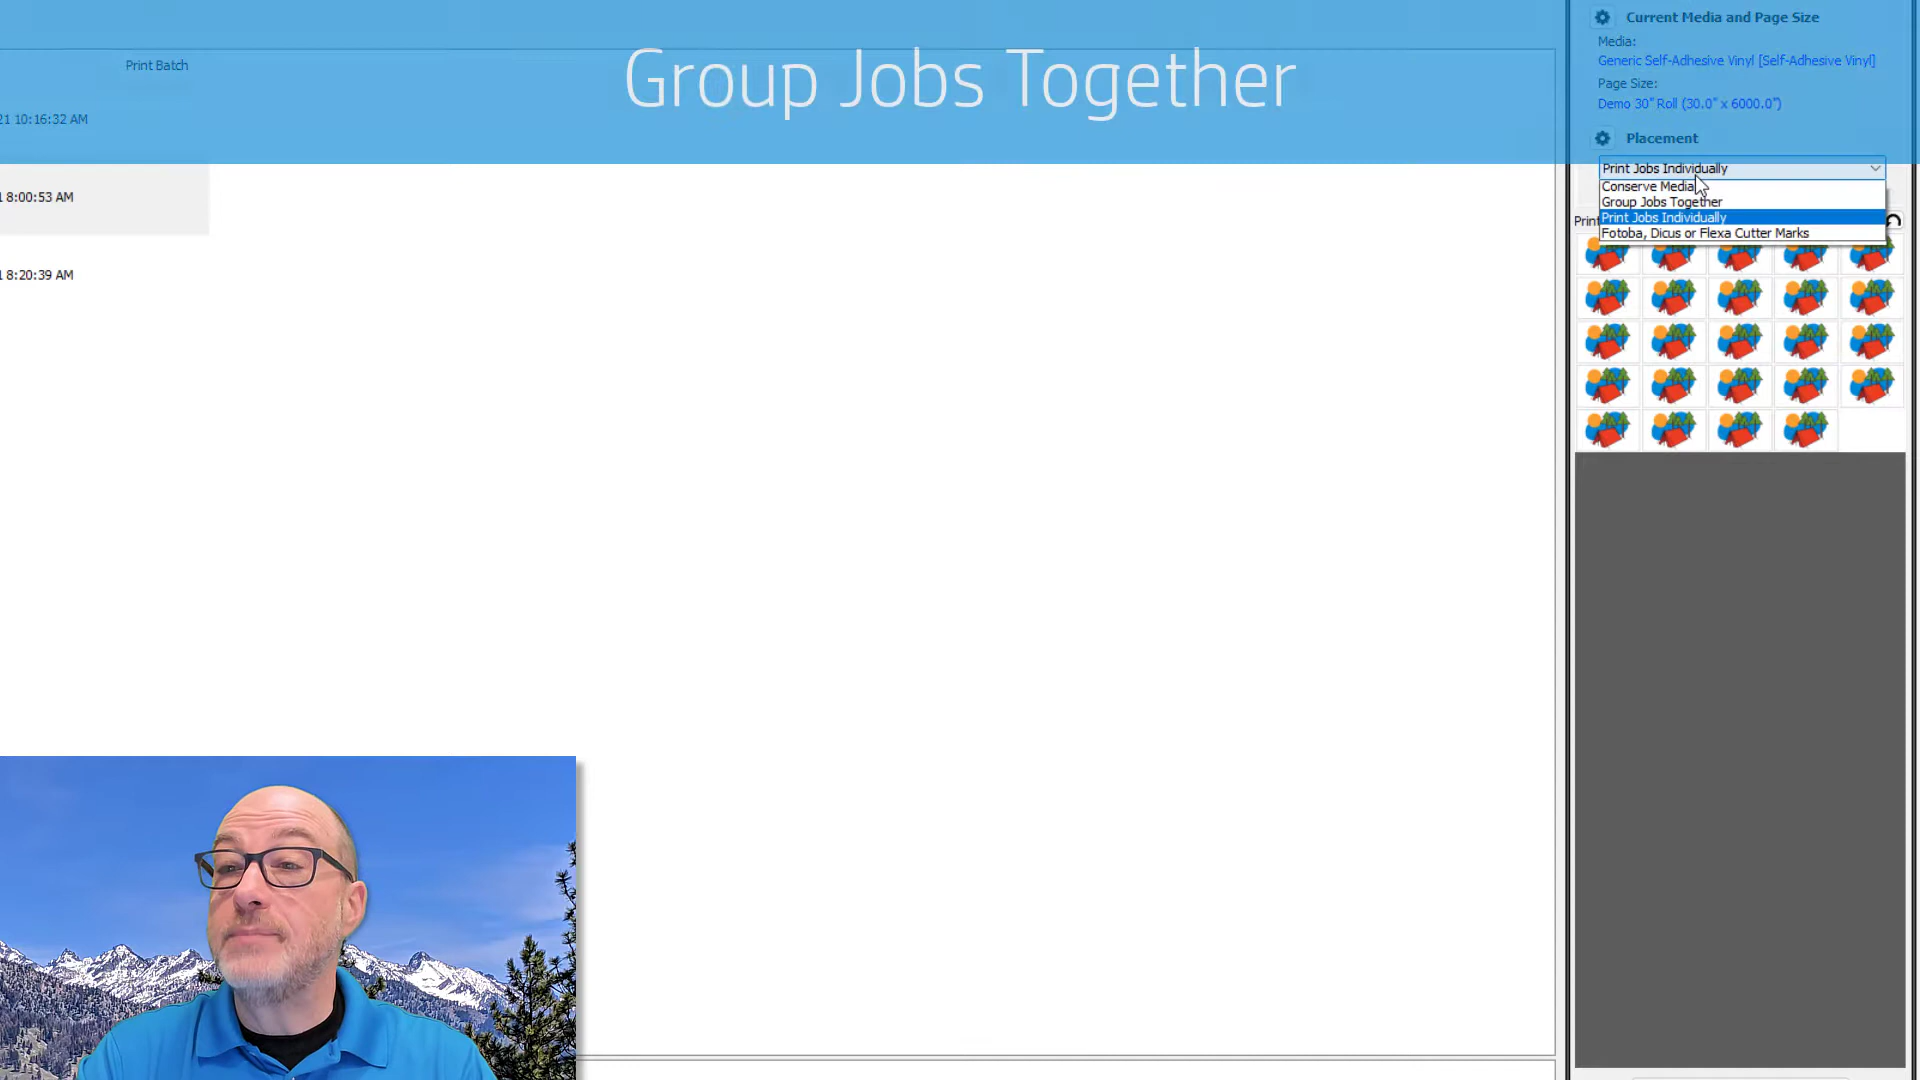 Group Jobs Together
Print Batch
21 10:16:32 AM
1 8:00:53 AM
1 8:20:39 AM
Current Media and Page Size
Media:
Generic Self-Adhesive Vinyl [Self-Adhesive Vinyl]
Page Size:
Demo 30" Roll (30.0" x 6000.0")
Placement
Print Jobs Individually
Conserve Media
Group Jobs Together
Print Jobs Individually
Fotoba, Dicus or Flexa Cutter Marks
Print